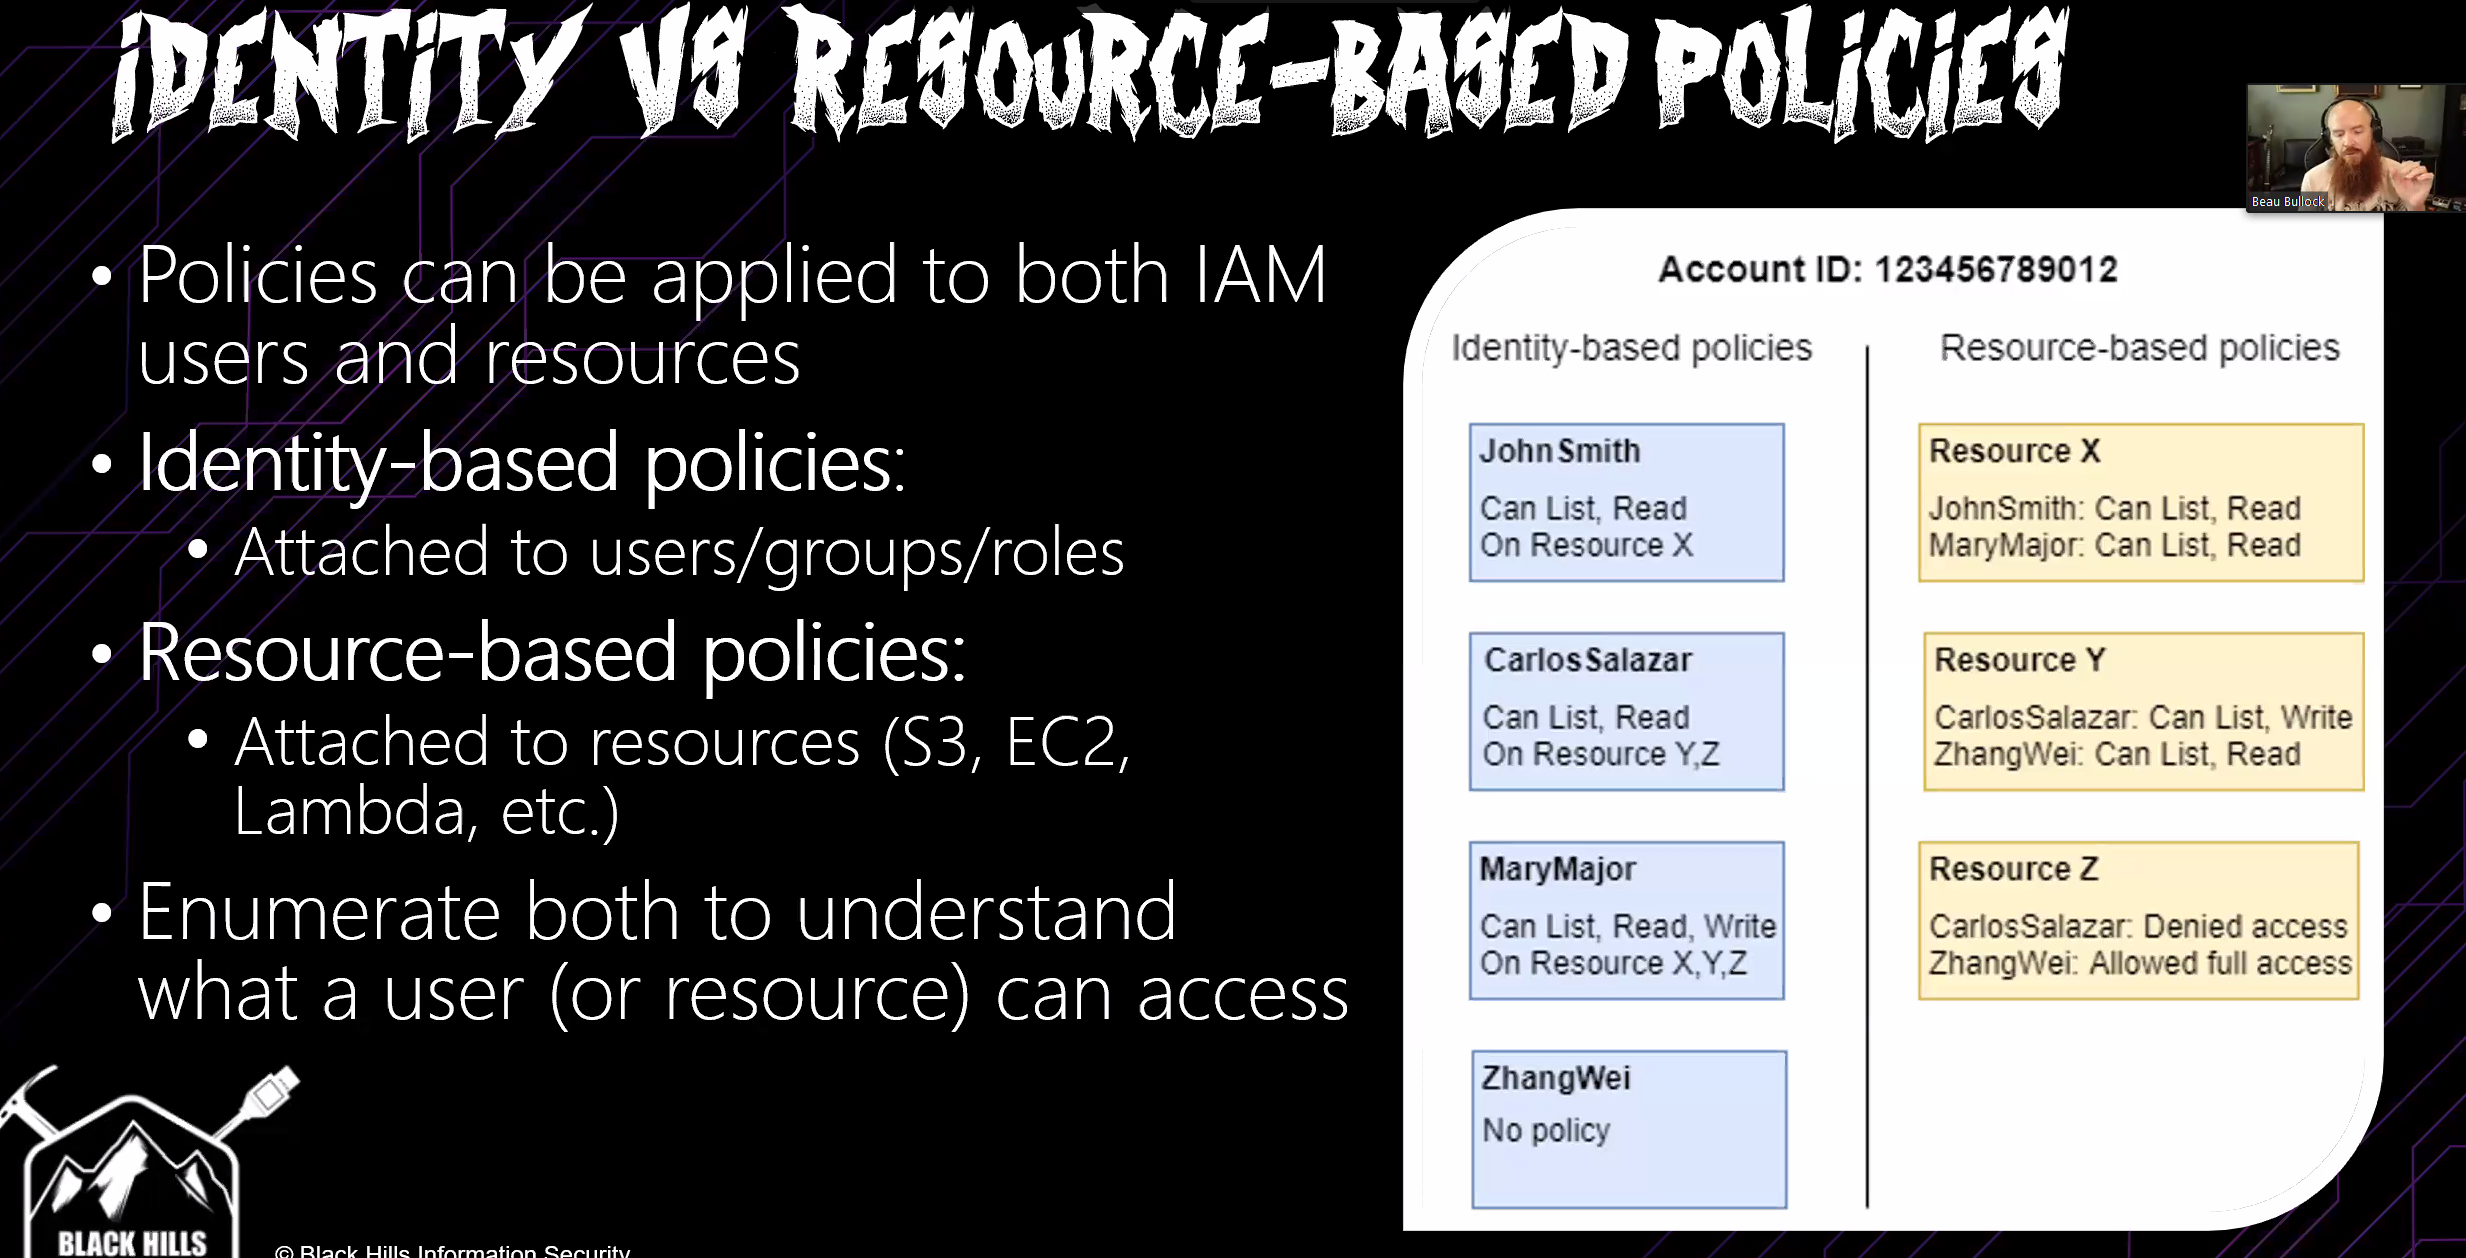 IDENTITY VS RESOURCE-BASED POLICIES
Beau Bullock
• Policies can be applied to both IAM
users and resources
• Identity-based policies:
• Attached to users/groups/roles
• Resource-based policies:
• Attached to resources (S3, EC2,
Lambda, etc.)
• Enumerate both to understand
what a user (or resource) can access
Account ID: 123456789012
Identity-based policies
JohnSmith
Can List, Read
On Resource X
CarlosSalazar
Can List, Read
On Resource Y,Z
MaryMajor
Can List, Read, Write
On Resource X,Y,Z
ZhangWei
No policy
Resource-based policies
Resource X
JohnSmith: Can List, Read
MaryMajor: Can List, Read
Resource Y
CarlosSalazar: Can List, Write
ZhangWei: Can List, Read
Resource Z
CarlosSalazar: Denied access
ZhangWei: Allowed full access
BLACK HILLS
© Black Hills Information Security